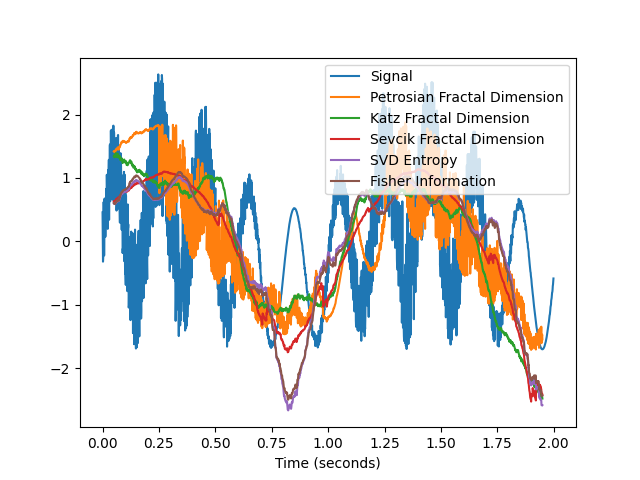 Signal
Petrosian Fractal Dimension
Katz Fractal Dimension
Sevcik Fractal Dimension
SVD Entropy
Fisher Information
2
1
0
−1
−2
0.00 0.25 0.50 0.75 1.00 1.25 1.50 1.75 2.00
Time (seconds)